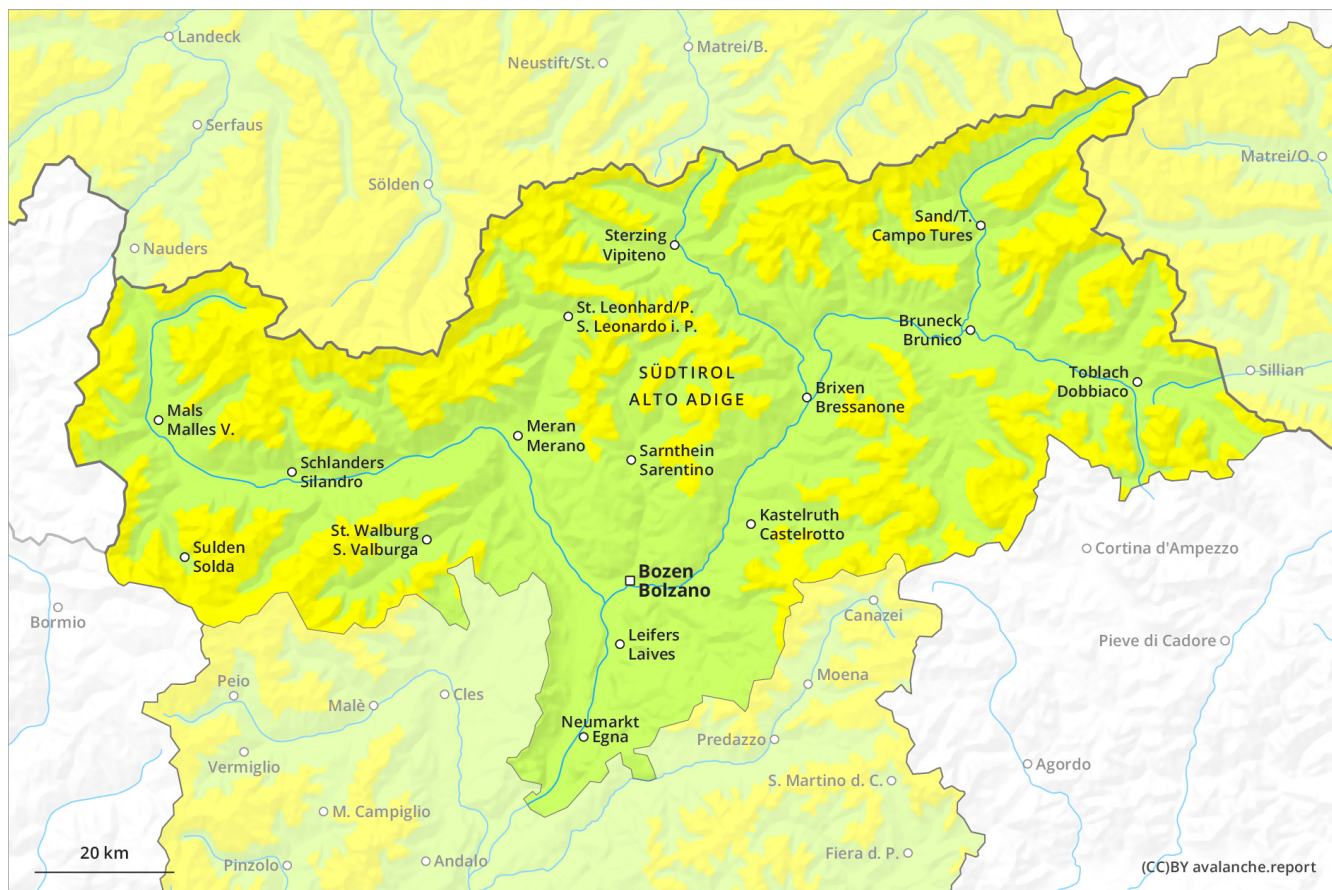 Landeck
Matrei/B.
Neustift/St.
Serfaus
Matrei/O.
Sölden
Nauders
Sand/T.
Campo Tures
Sterzing
Vipiteno
St. Leonhard/P.
S. Leonardo i. P.
Bruneck
Brunico
SÜDTIROL
ALTO ADIGE
Toblach
Dobbiaco
Sillian
Brixen
Bressanone
Mals
Malles V.
Meran
Merano
Sarnthein
Sarentino
Schlanders
Silandro
Kastelruth
Castelrotto
St. Walburg
S. Valburga
Sulden
Solda
Cortina d'Ampezzo
Bozen
Bolzano
Bormio
Canazei
Leifers
Laives
Pieve di Cadore
Peio
Moena
Malè
Cles
Neumarkt
Egna
Predazzo
Vermiglio
Agordo
S. Martino d. C.
M. Campiglio
20 km
Pinzolo
Andalo
Fiera d. P.
(CC)BY avalanche.report